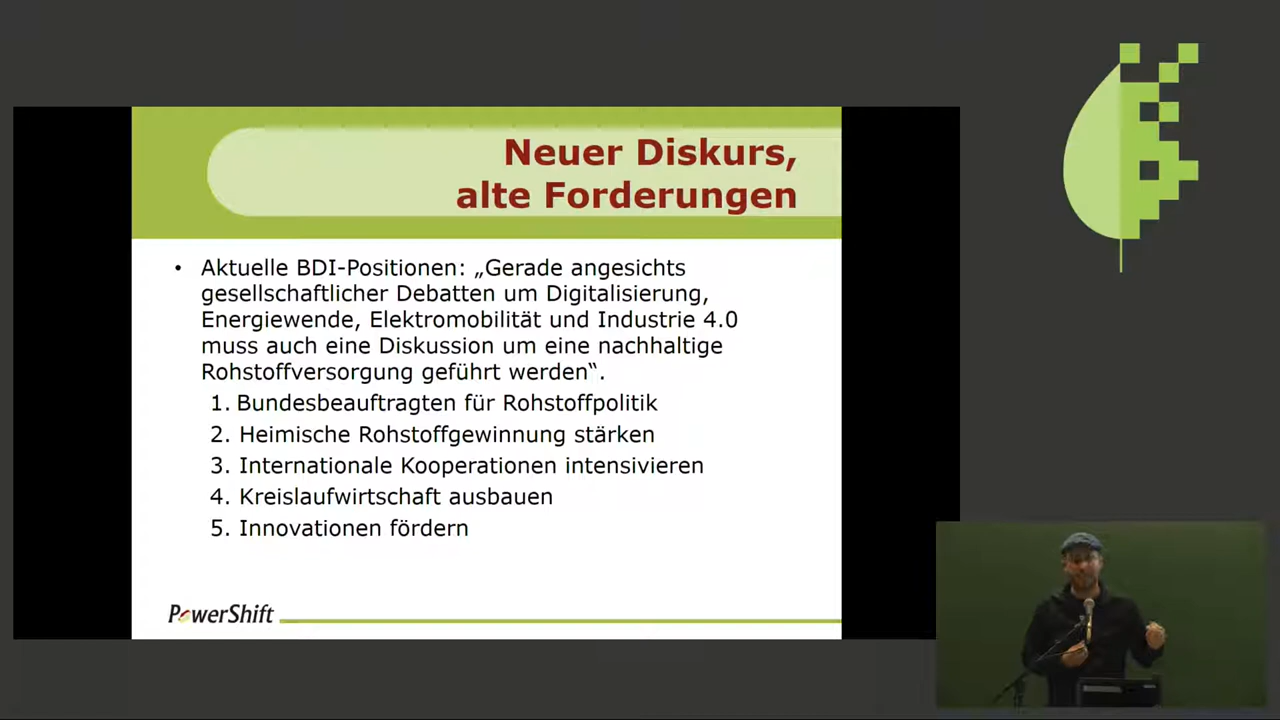 Neuer Diskurs,
alte Forderungen
• Aktuelle BDI-Positionen: „Gerade angesichts
gesellschaftlicher Debatten um Digitalisierung,
Energiewende, Elektromobilität und Industrie 4.0
muss auch eine Diskussion um eine nachhaltige
Rohstoffversorgung geführt werden“.
1. Bundesbeauftragten für Rohstoffpolitik
2. Heimische Rohstoffgewinnung stärken
3. Internationale Kooperationen intensivieren
4. Kreislaufwirtschaft ausbauen
5. Innovationen fördern
PowerShift